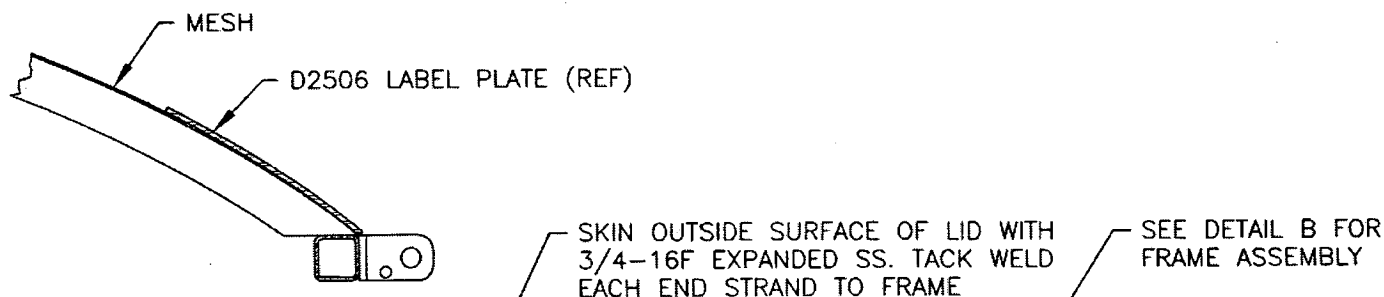 MESH
D2506 LABEL PLATE (REF)
SKIN OUTSIDE SURFACE OF LID WITH
3/4-16F EXPANDED SS. TACK WELD
EACH END STRAND TO FRAME
SEE DETAIL B FOR
FRAME ASSEMBLY